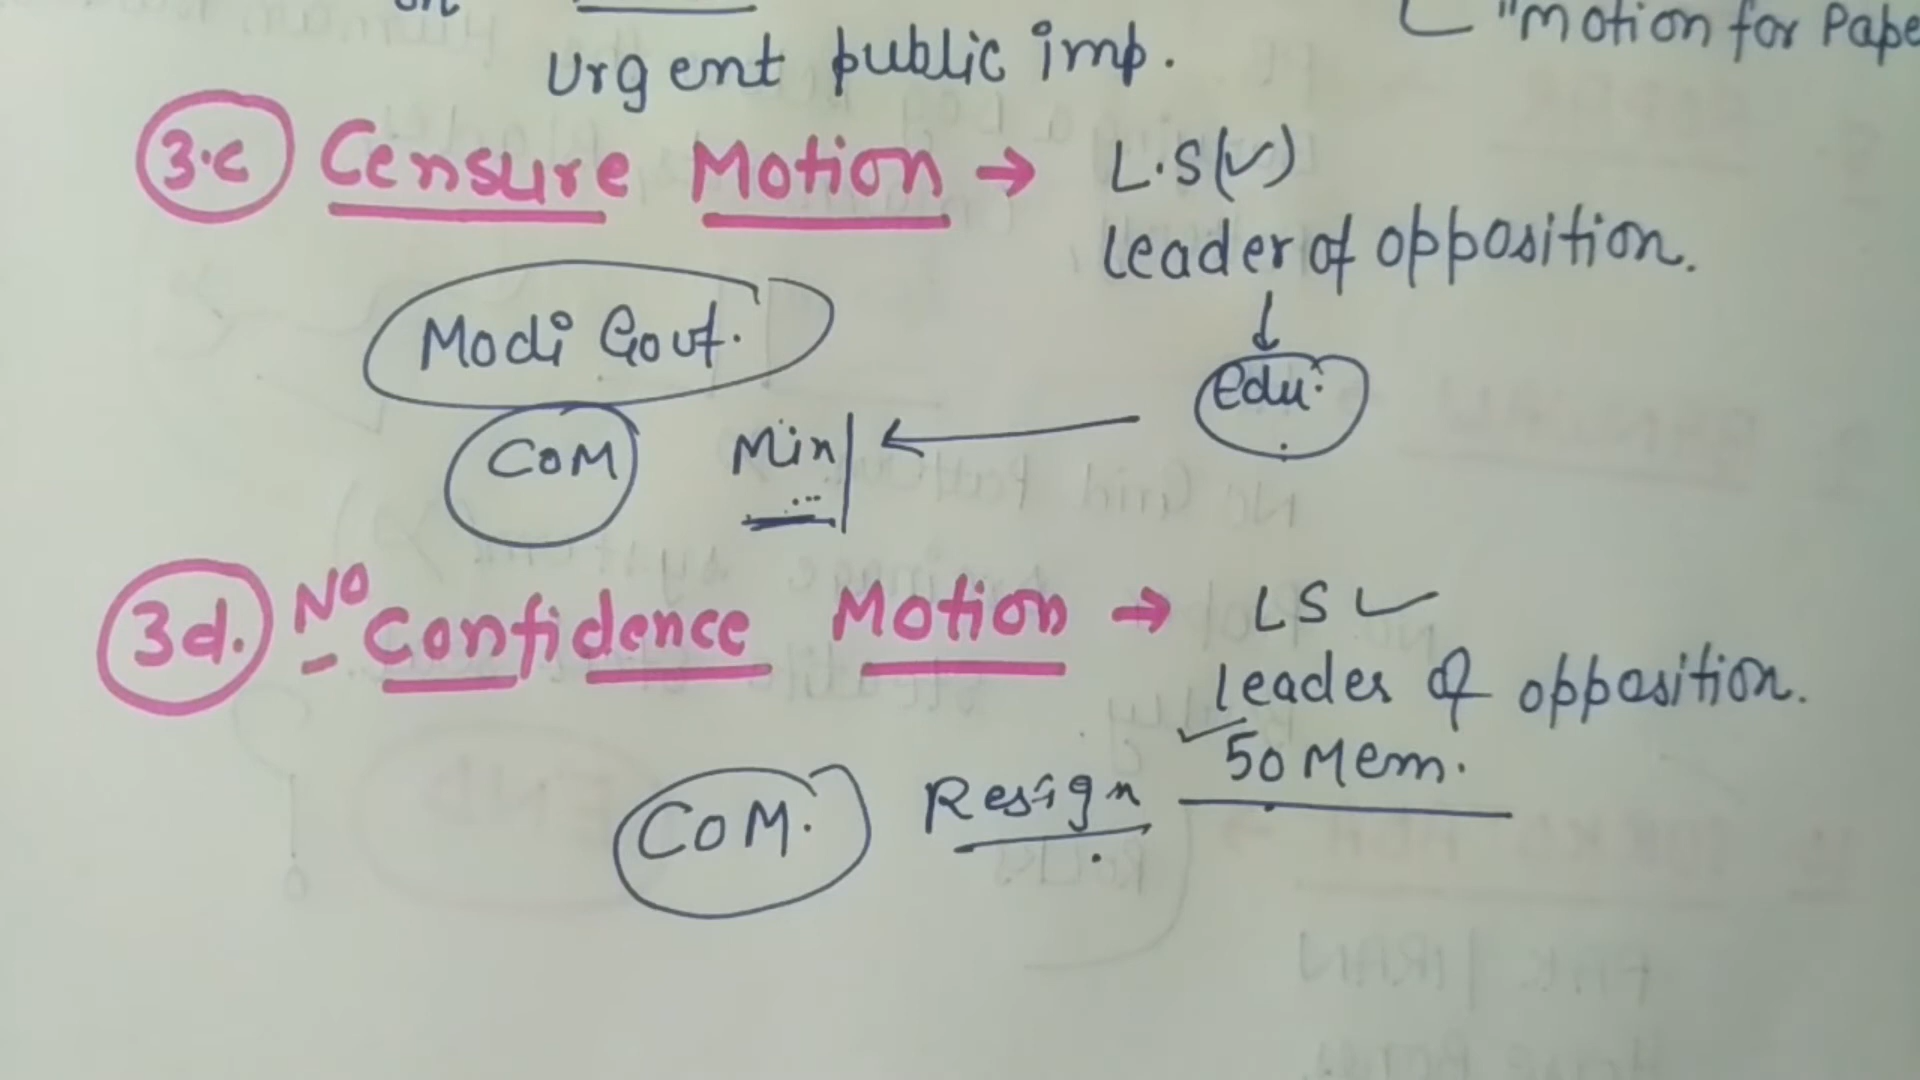 on
urgent public imp.
"Motion for Pape
3.c Censure Motion → L.S(✓)
leader of opposition.
Modi Govt.
edu.
COM Min
3d. NO Confidence Motion → LS ✓
leader of opposition.
✓ 50 Mem.
COM. Resign